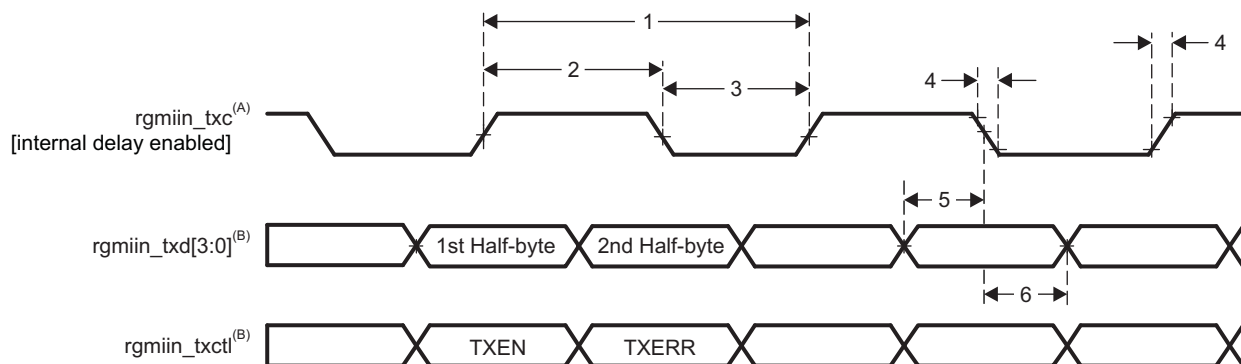 1
2
3
4
4
rgmiin_txc(A)
[internal delay enabled]
5
rgmiin_txd[3:0](B)
1st Half-byte
2nd Half-byte
6
rgmiin_txctl(B)
TXEN
TXERR